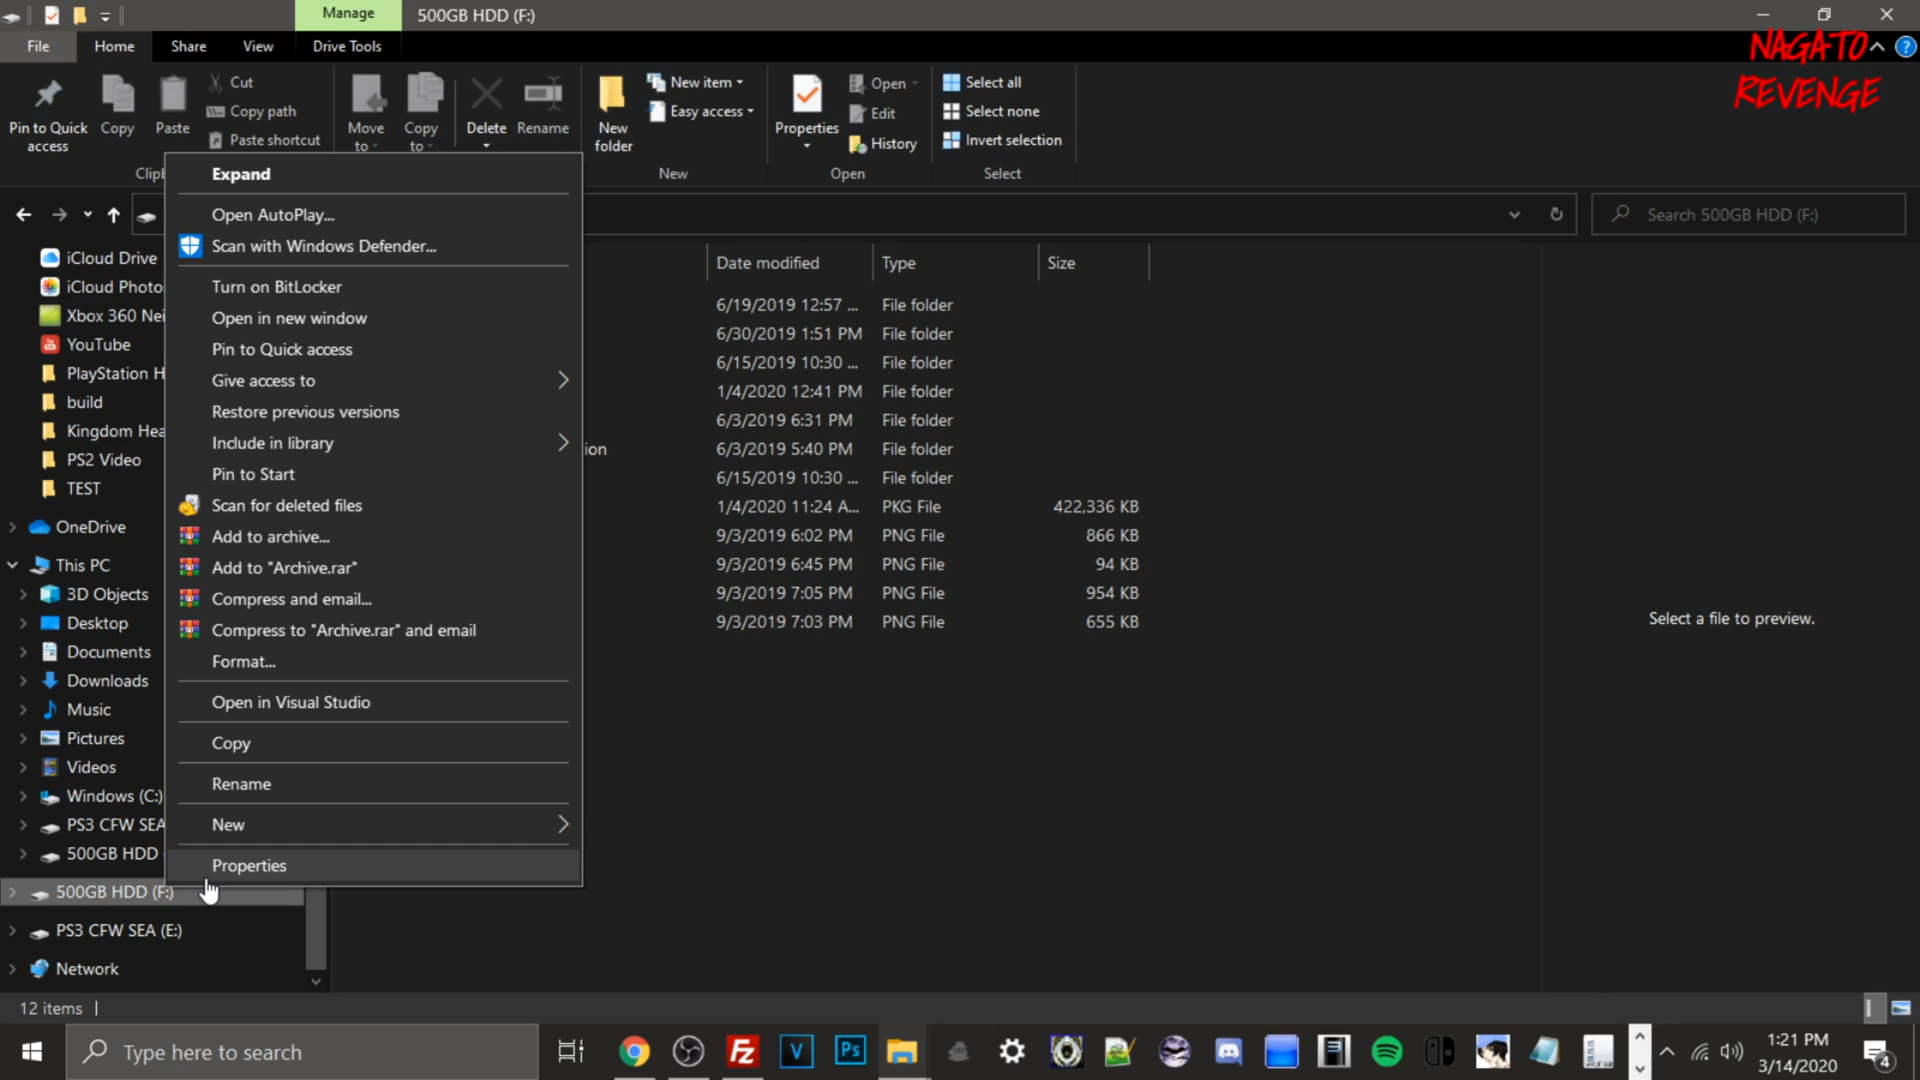 Manage
500GB HDD (F:)
File
Home
Share
View
Drive Tools
NAGATO
REVENGE
Pin to Quick
access
Copy
Paste
Cut
Copy path
Paste shortcut
Move
to
Copy
to
Delete
Rename
New
folder
New item
Easy access
Properties
Open
Edit
History
Select all
Select none
Invert selection
New
Open
Select
Search 500GB HDD (F:)
Expand
Open AutoPlay...
Scan with Windows Defender...
Turn on BitLocker
Open in new window
Pin to Quick access
Give access to
Restore previous versions
Include in library
Pin to Start
Scan for deleted files
Add to archive...
Add to "Archive.rar"
Compress and email...
Compress to "Archive.rar" and email
Format...
Open in Visual Studio
Copy
Rename
New
Properties
iCloud Drive
iCloud Photo
Xbox 360 Nei
YouTube
PlayStation H
build
Kingdom Hea
PS2 Video
TEST
OneDrive
This PC
3D Objects
Desktop
Documents
Downloads
Music
Pictures
Videos
Windows (C:)
PS3 CFW SEA
500GB HDD
500GB HDD (F:)
PS3 CFW SEA (E:)
Network
Date modified Type Size
6/19/2019 12:57 ... File folder
6/30/2019 1:51 PM File folder
6/15/2019 10:30 ... File folder
1/4/2020 12:41 PM File folder
6/3/2019 6:31 PM File folder
ion 6/3/2019 5:40 PM File folder
6/15/2019 10:30 ... File folder
1/4/2020 11:24 A... PKG File 422,336 KB
9/3/2019 6:02 PM PNG File 866 KB
9/3/2019 6:45 PM PNG File 94 KB
9/3/2019 7:05 PM PNG File 954 KB
9/3/2019 7:03 PM PNG File 655 KB
Select a file to preview.
12 items
Type here to search
Fz
V
Ps
1:21 PM
3/14/2020
4